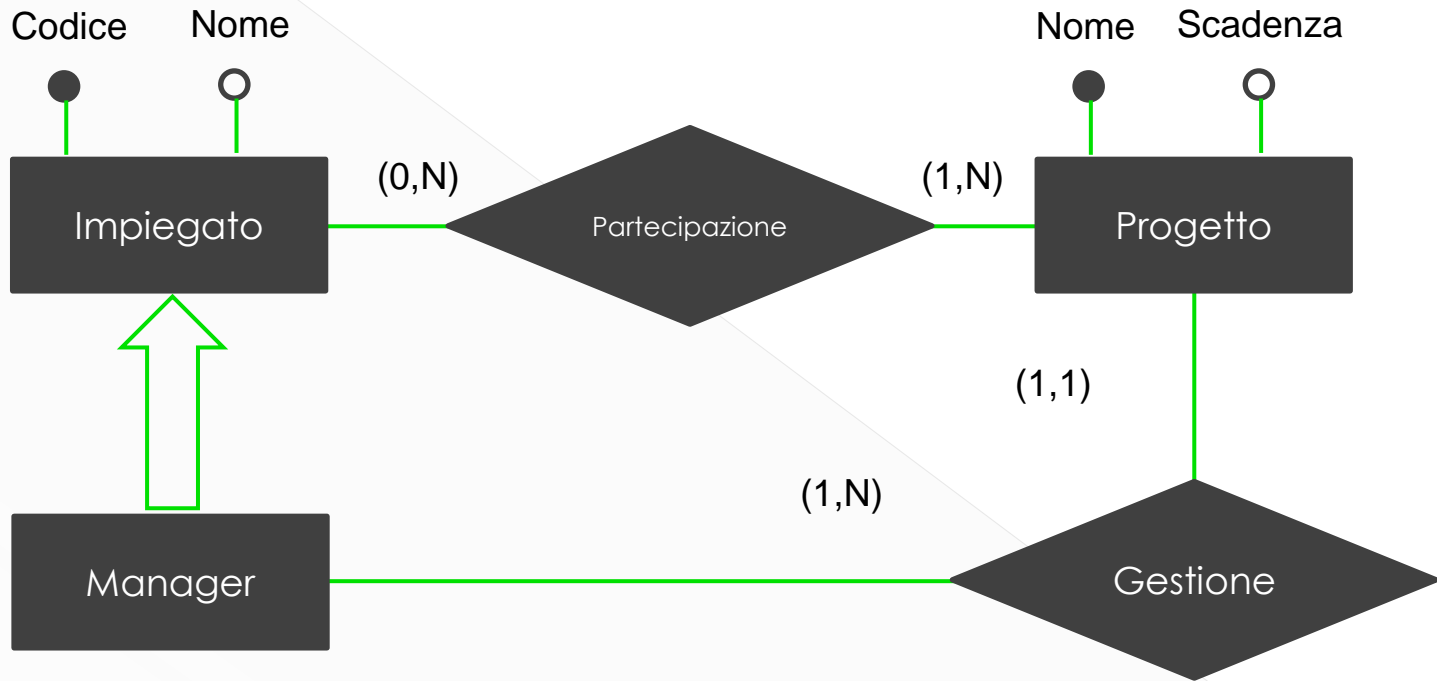 Codice Nome Nome Scadenza
(0,N) (1,N)
Impiegato Partecipazione Progetto
(1,1)
(1,N)
Manager Gestione